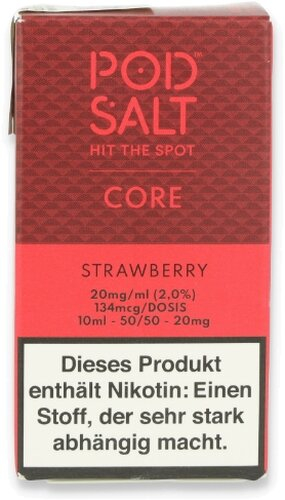 POD™
SALT
HIT THE SPOT
CORE
STRAWBERRY
20mg/ml (2,0%)
134mcg/DOSIS
10ml - 50/50 - 20mg
Dieses Produkt
enthält Nikotin: Einen
Stoff, der sehr stark
abhängig macht.